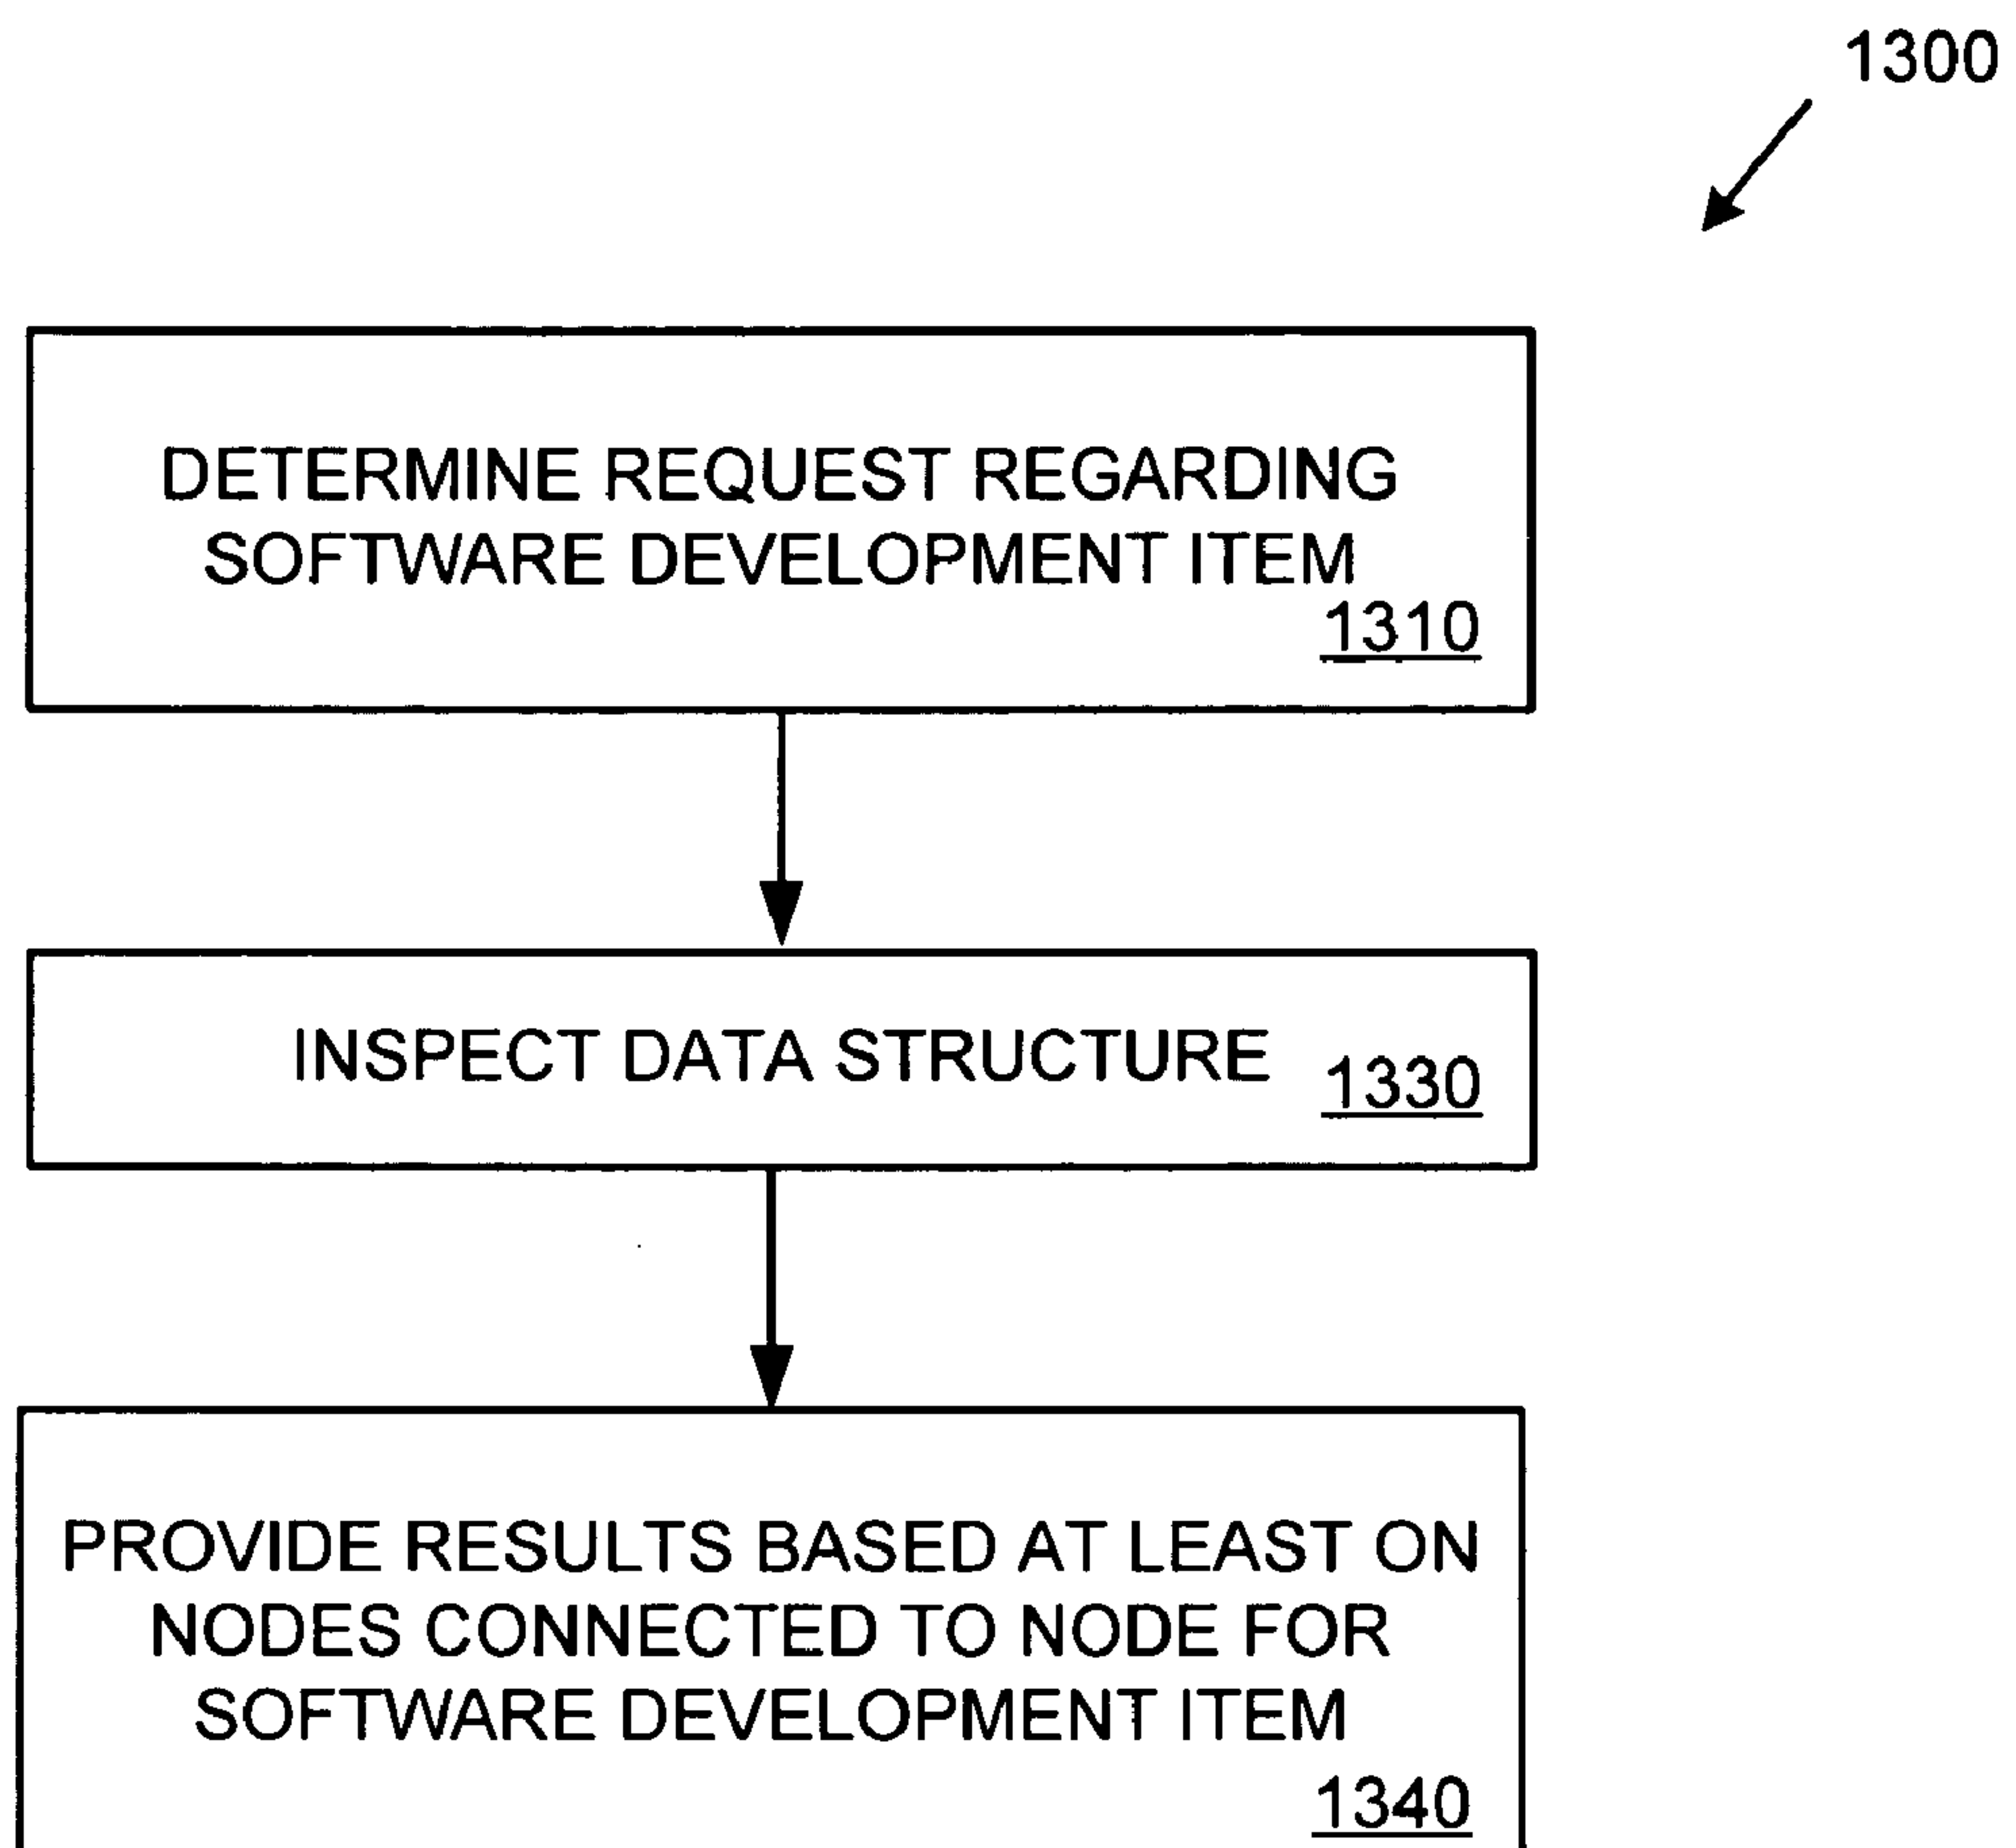 1300
DETERMINE REQUEST REGARDING
SOFTWARE DEVELOPMENT ITEM
1310
INSPECT DATA STRUCTURE 1330
PROVIDE RESULTS BASED AT LEAST ON
NODES CONNECTED TO NODE FOR
SOFTWARE DEVELOPMENT ITEM
1340